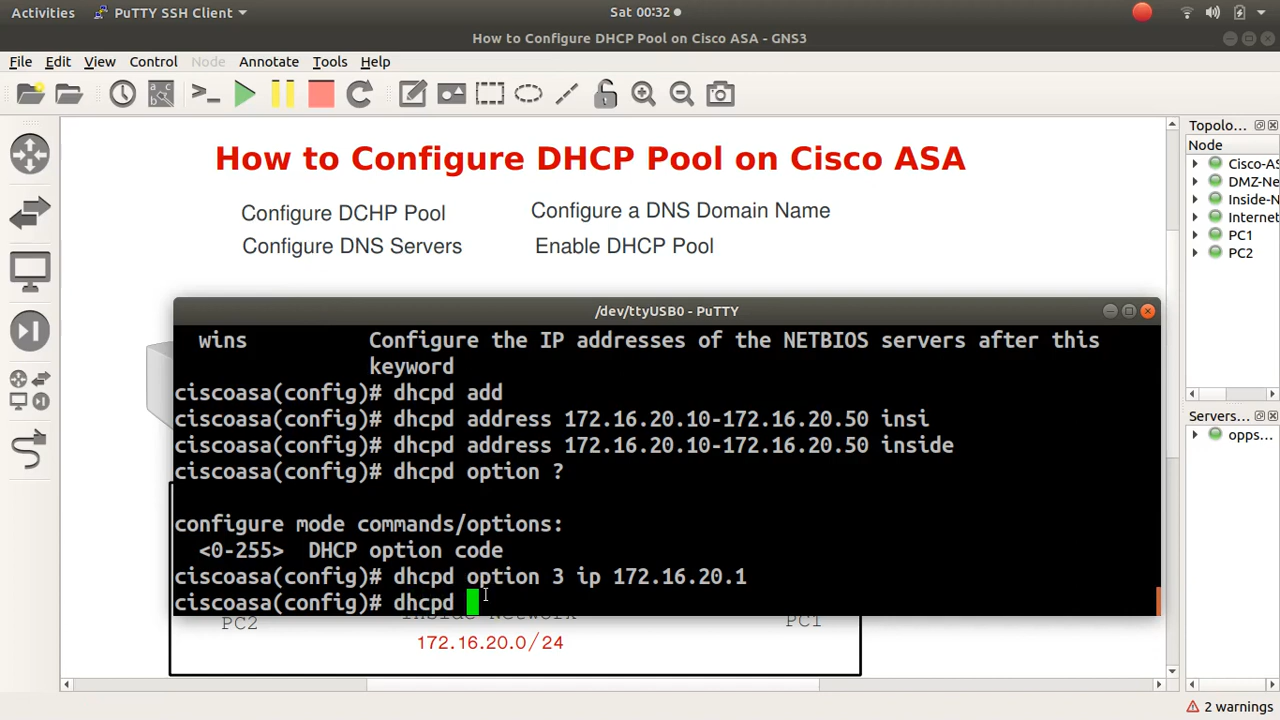 Activities
PuTTY SSH Client
Sat 00:32
How to Configure DHCP Pool on Cisco ASA - GNS3
File Edit View Control Node Annotate Tools Help
How to Configure DHCP Pool on Cisco ASA
Configure DCHP Pool
Configure a DNS Domain Name
Configure DNS Servers
Enable DHCP Pool
Topolo...
Node
Cisco-AS
DMZ-Ne
Inside-N
Internet
PC1
PC2
Servers...
opps...
/dev/ttyUSB0 - PuTTY
wins Configure the IP addresses of the NETBIOS servers after this
keyword
ciscoasa(config)# dhcpd add
ciscoasa(config)# dhcpd address 172.16.20.10-172.16.20.50 insi
ciscoasa(config)# dhcpd address 172.16.20.10-172.16.20.50 inside
ciscoasa(config)# dhcpd option ?
configure mode commands/options:
<0-255> DHCP option code
ciscoasa(config)# dhcpd option 3 ip 172.16.20.1
ciscoasa(config)# dhcpd
PC2
Inside Network
PC1
172.16.20.0/24
2 warnings